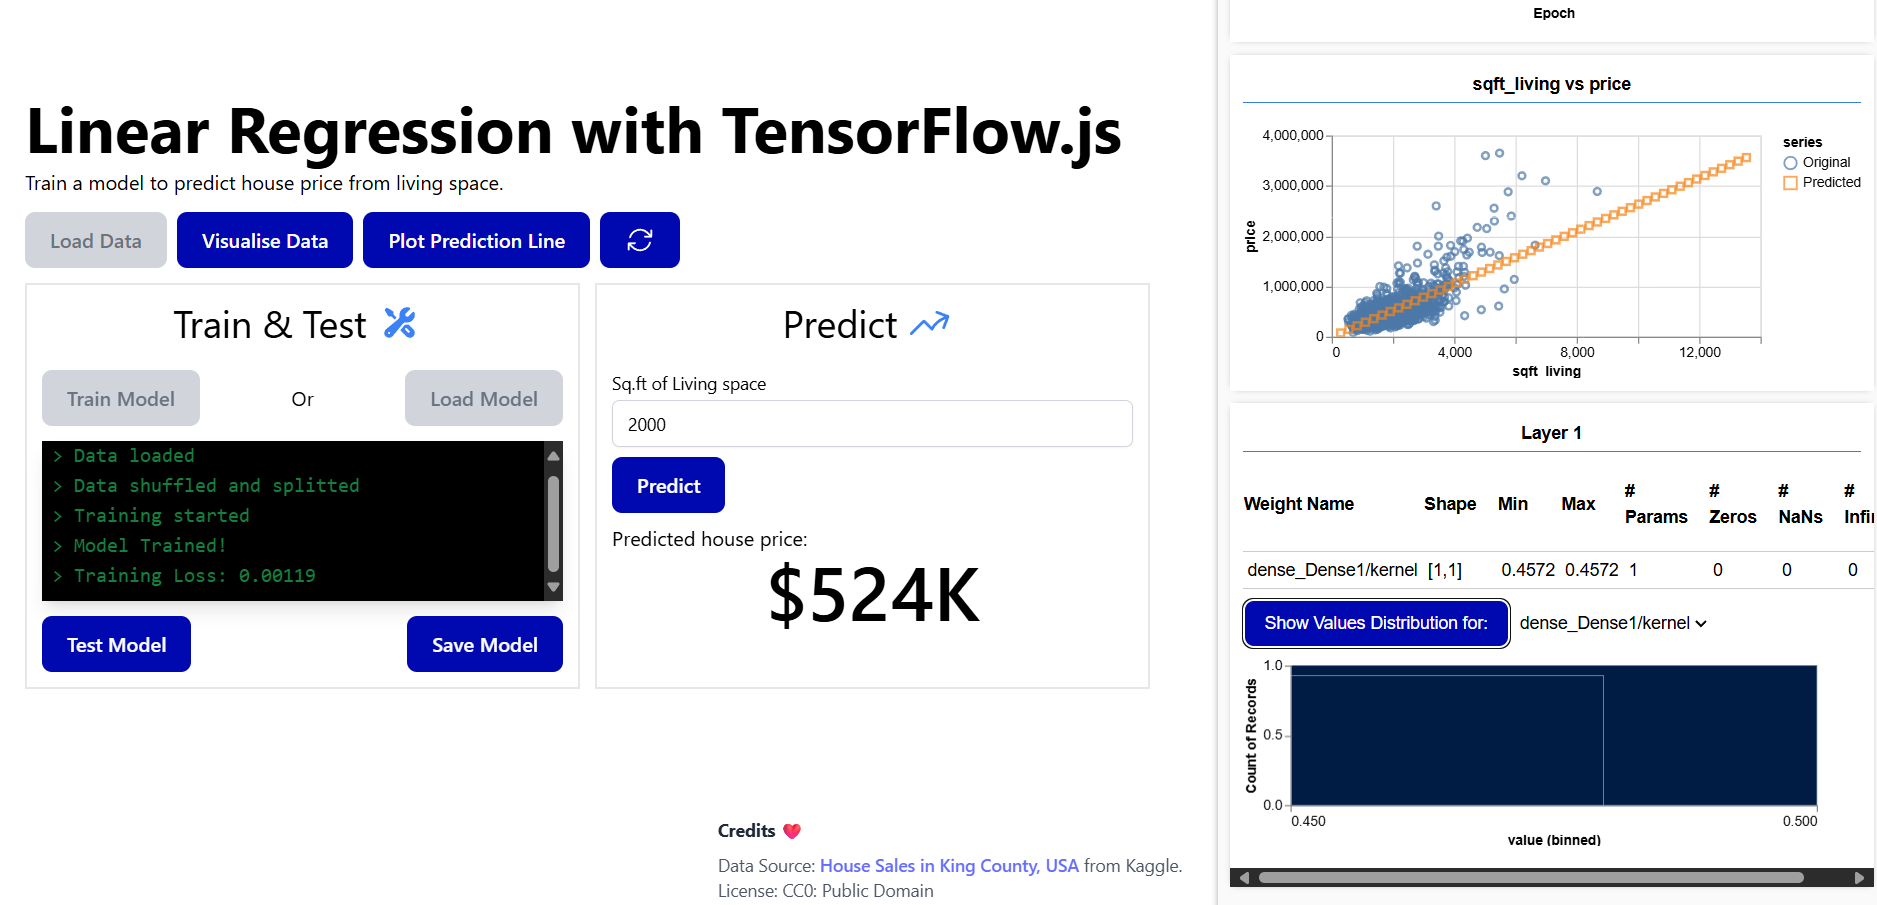 Linear Regression with TensorFlow.js
Train a model to predict house price from living space.
Load Data Visualise Data Plot Prediction Line
Train & Test
Train Model Or Load Model
> Data loaded
> Data shuffled and splitted
> Training started
> Model Trained!
> Training Loss: 0.00119
Test Model Save Model
Predict
Sq.ft of Living space
2000
Predict
Predicted house price:
$524K
Credits
Data Source: House Sales in King County, USA from Kaggle.
License: CC0: Public Domain
Epoch
sqft_living vs price
4,000,000
3,000,000
2,000,000
1,000,000
0
price
0 4,000 8,000 12,000
sqft_living
series
Original
Predicted
Layer 1
Weight Name Shape Min Max # Params # Zeros # NaNs #
dense_Dense1/kernel [1,1] 0.4572 0.4572 1 0 0 0
Show Values Distribution for: dense_Dense1/kernel
1.0
0.5
0.0
Count of Records
0.450 0.500
value (binned)